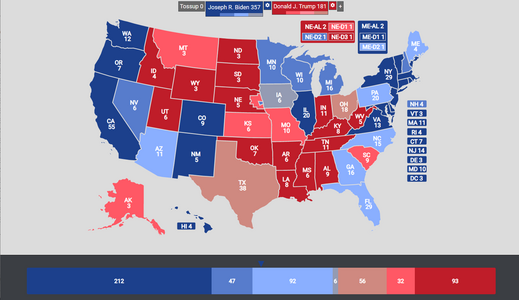 Tossup 0 Joseph R. Biden 357 Donald J. Trump 181 +
NE-AL 2 NE-D1 1
NE-D2 1 NE-D3 1
ME-AL 2
ME-D1 1
ME-D2 1
WA 12
OR 7
CA 55
NV 6
ID 4
MT 3
WY 3
UT 6
AZ 11
CO 9
NM 5
ND 3
SD 3
NE 5
KS 6
OK 7
TX 38
MN 10
IA 6
MO 10
AR 6
LA 8
WI 10
IL 20
MI 16
IN 11
OH 18
KY 8
TN 11
MS 6
AL 9
GA 16
FL 29
SC 9
NC 15
VA 13
WV 5
PA 20
NY 29
ME 4
NH 4
VT 3
MA 11
RI 4
CT 7
NJ 14
DE 3
MD 10
DC 3
AK 3
HI 4
212 47 92 6 56 32 93